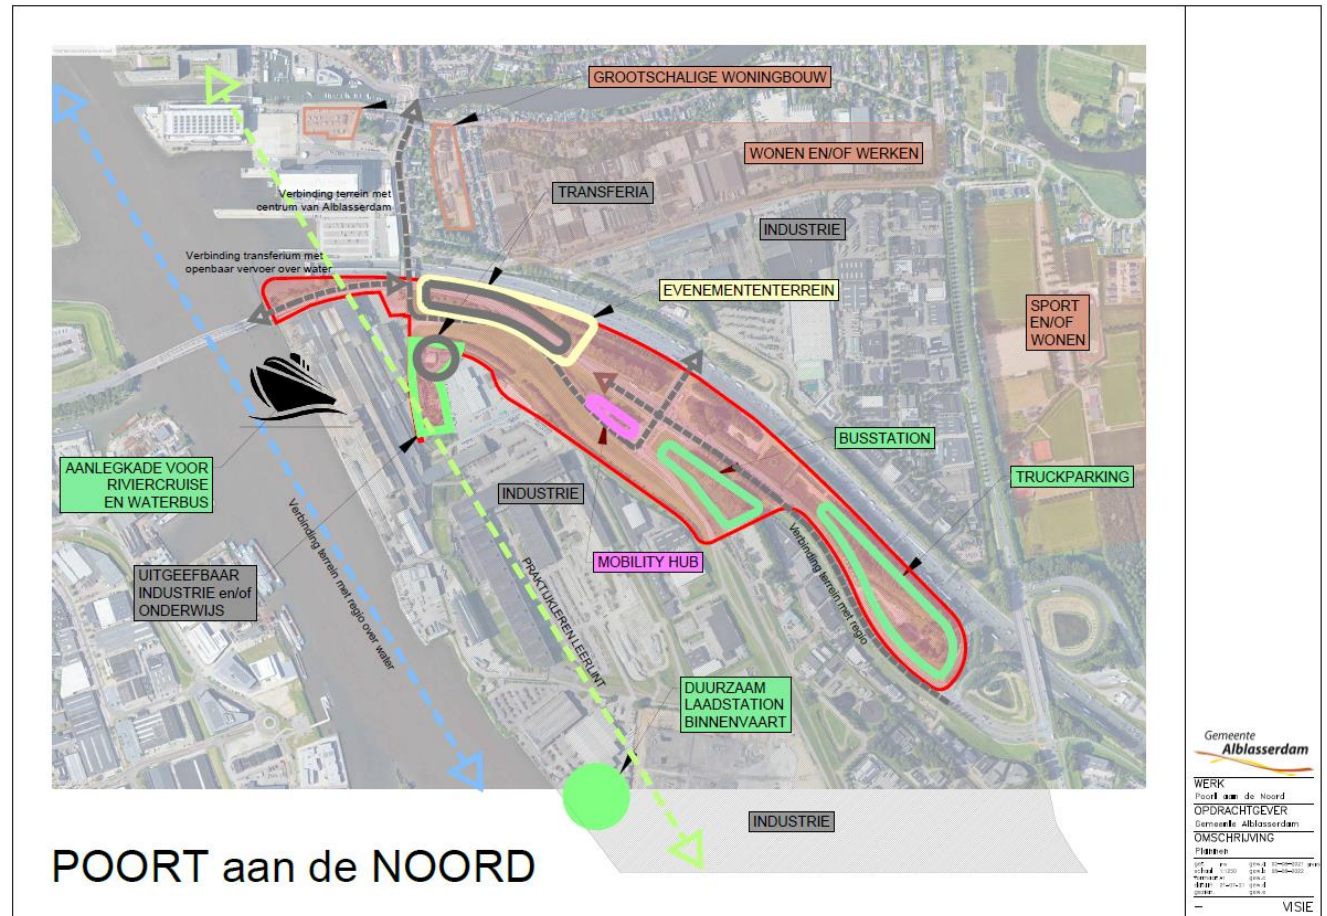 GROOTSCHALIGE WONINGBOUW
WONEN EN/OF WERKEN
TRANSFERIA
Verbinding terrein met
centrum van Alblasserdam
INDUSTRIE
Verbinding transferium met
openbaar vervoer over water
EVENEMENTENTERREIN
SPORT
EN/OF
WONEN
BUSSTATION
AANLEGKADE VOOR
RIVIERCRUISE
EN WATERBUS
TRUCKPARKING
INDUSTRIE
Verbinding terrein met regio over water
Verbinding terrein met regio
MOBILITY HUB
PRAKTIJKLEREN LEERLINT
UITGEEFBAAR
INDUSTRIE en/of
ONDERWIJS
DUURZAAM
LAADSTATION
BINNENVAART
INDUSTRIE
POORT aan de NOORD
Gemeente
Alblasserdam
WERK
Poort aan de Noord
OPDRACHTGEVER
Gemeente Alblasserdam
OMSCHRIJVING
Plannen
VISIE